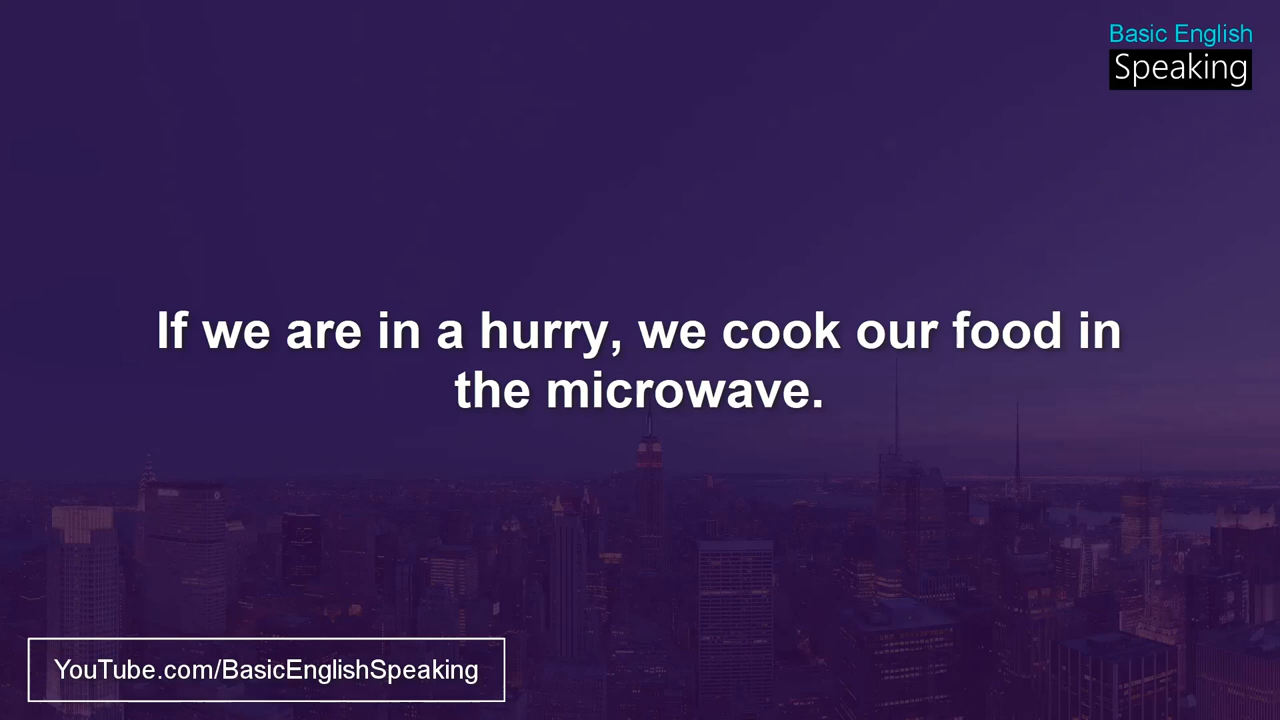 Basic English
Speaking
If we are in a hurry, we cook our food in
the microwave.
YouTube.com/BasicEnglishSpeaking